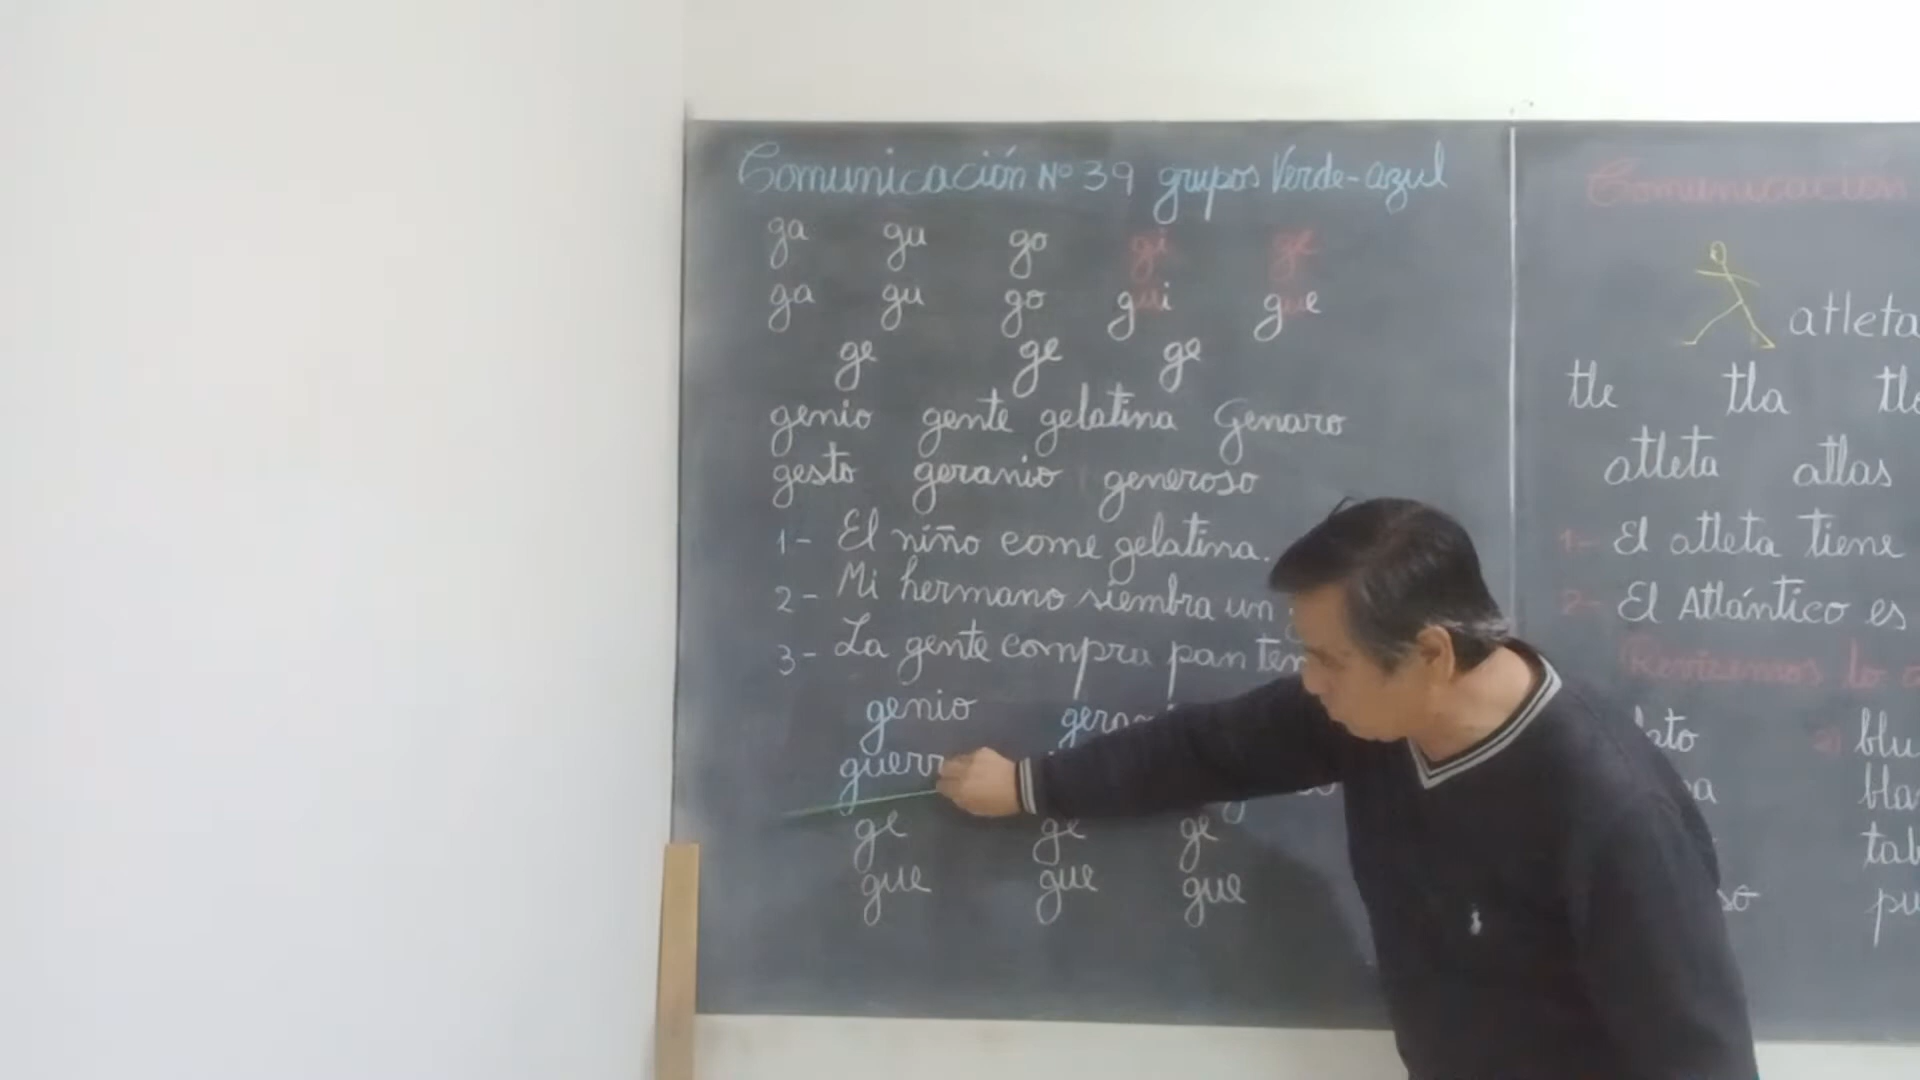 Comunicación Nº 39 grupos Verde-azul
ga gu go gi ge
ga gu go gui gue
ge ge ge
genio gente gelatina Genaro
gesto geranio generoso
1- El niño come gelatina.
2- Mi hermano siembra un
3- La gente compra pan
genio
ge ge ge
gue gue gue
Comunicación
atleta
tle tla
atleta atlas
1- El atleta tiene
2- El Atlántico es
Revisemos lo